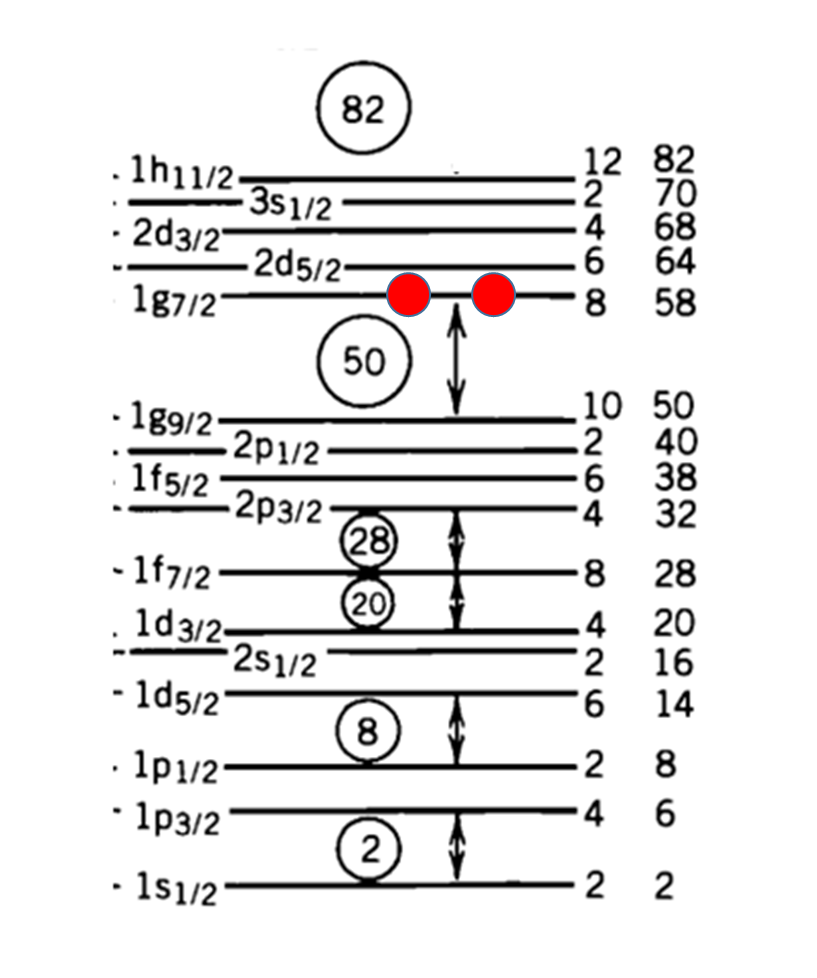 82
1h11/2 12 82
3s1/2 2 70
2d3/2 4 68
2d5/2 6 64
1g7/2 8 58
50
1g9/2 10 50
2p1/2 2 40
1f5/2 6 38
2p3/2 4 32
28
1f7/2 8 28
20
1d3/2 4 20
2s1/2 2 16
1d5/2 6 14
8
1p1/2 2 8
1p3/2 4 6
2
1s1/2 2 2